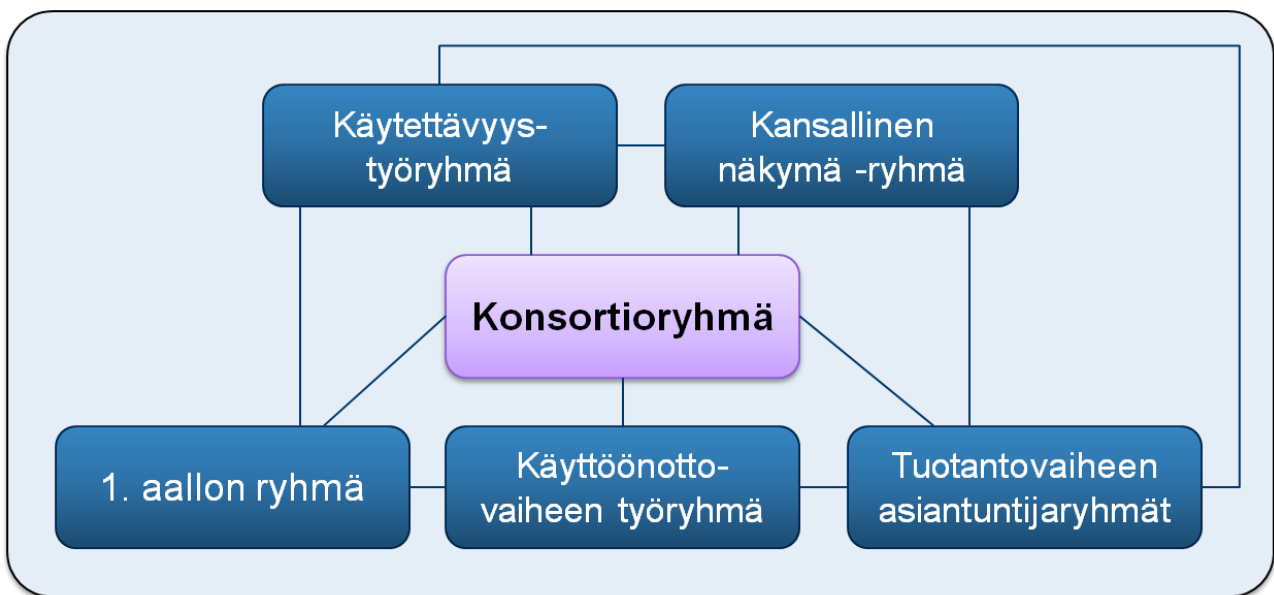 Käytettävyys-
työryhmä
Kansallinen
näkymä -ryhmä
Konsortioryhmä
1. aallon ryhmä
Käyttöönotto-
vaiheen työryhmä
Tuotantovaiheen
asiantuntijaryhmät